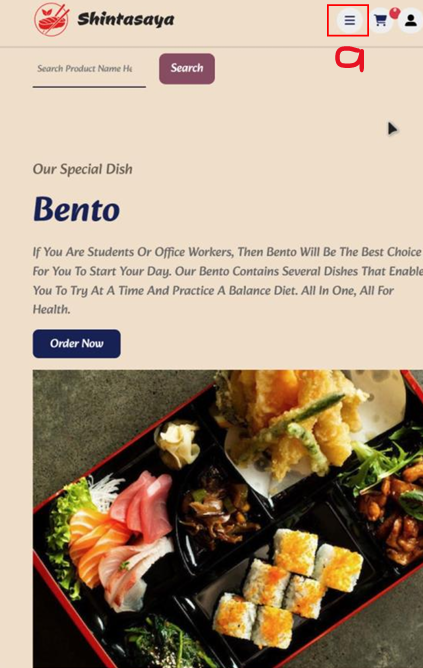 Shintasaya
a
Search Product Name He
Search
Our Special Dish
Bento
If You Are Students Or Office Workers, Then Bento Will Be The Best Choice
For You To Start Your Day. Our Bento Contains Several Dishes That Enable
You To Try At A Time And Practice A Balance Diet. All In One, All For
Health.
Order Now